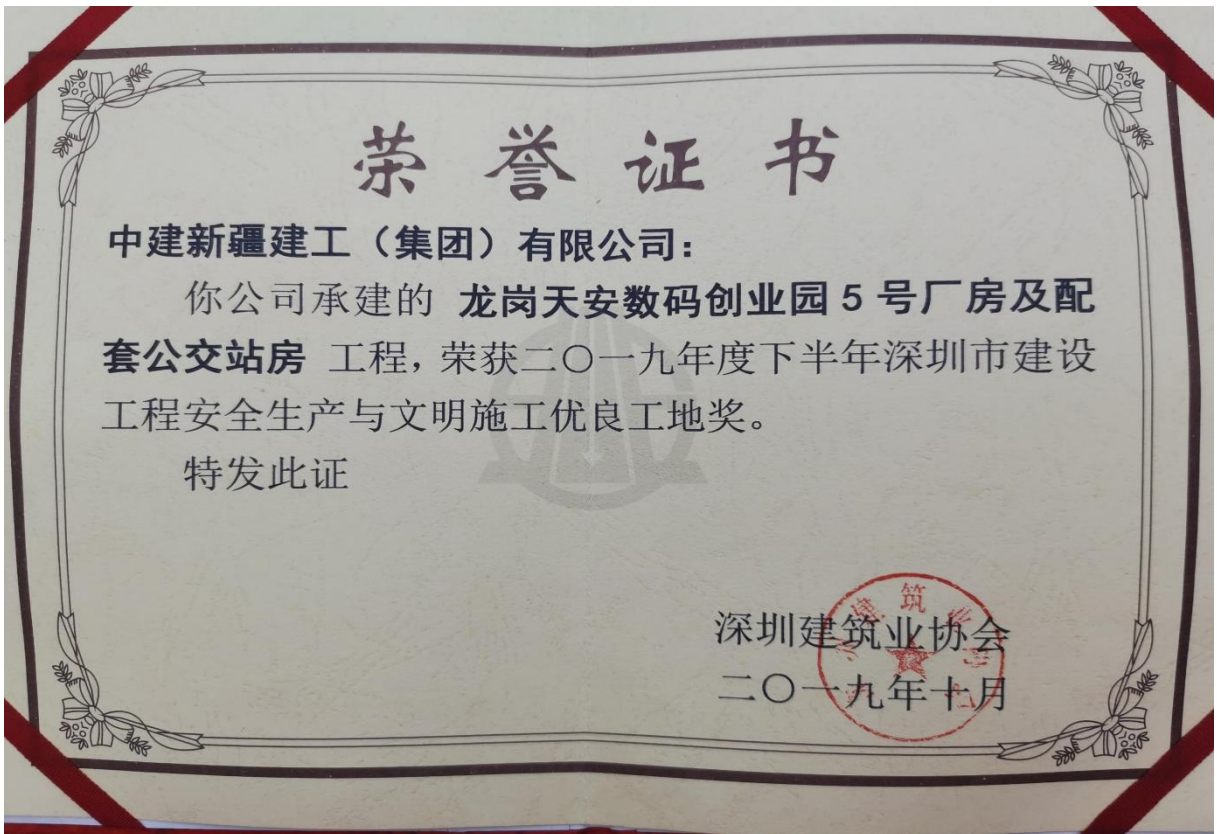 荣誉证书
中建新疆建工（集团）有限公司：
你公司承建的 龙岗天安数码创业园5号厂房及配
套公交站房 工程，荣获二〇一九年度下半年深圳市建设
工程安全生产与文明施工优良工地奖。
特发此证
深圳建筑业协会
二〇一九年十月